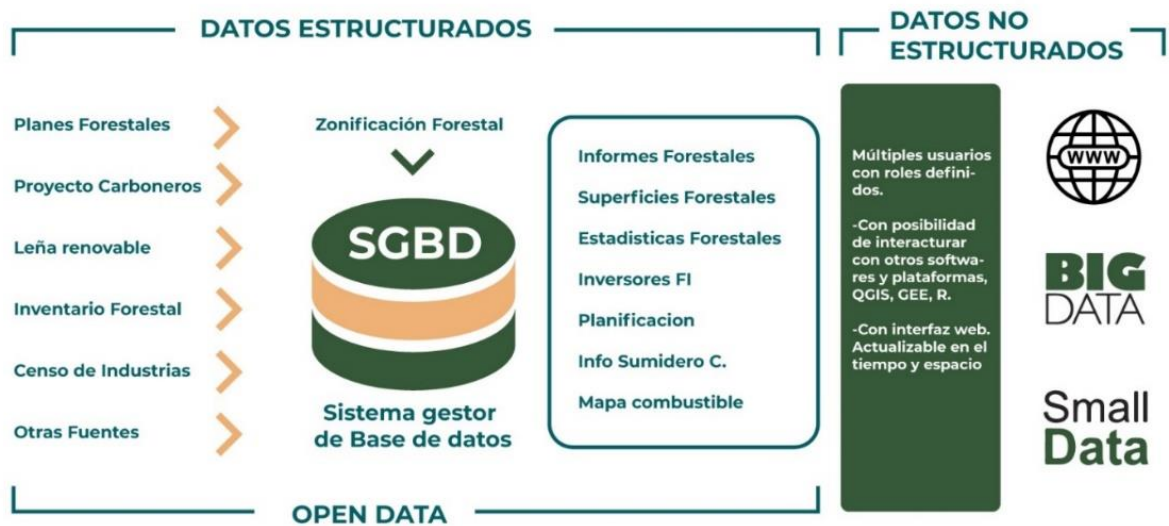 DATOS ESTRUCTURADOS
Planes Forestales
Proyecto Carboneros
Leña renovable
Inventario Forestal
Censo de Industrias
Otras Fuentes
Zonificación Forestal
SGBD
Sistema gestor
de Base de datos
Informes Forestales
Superficies Forestales
Estadisticas Forestales
Inversores FI
Planificacion
Info Sumidero C.
Mapa combustible
OPEN DATA
DATOS NO
ESTRUCTURADOS
Múltiples usuarios
con roles defini-
dos.
-Con posibilidad
de interacturar
con otros softwa-
res y plataformas,
QGIS, GEE, R.
-Con interfaz web.
Actualizable en el
tiempo y espacio
WWW
BIG
DATA
Small
Data